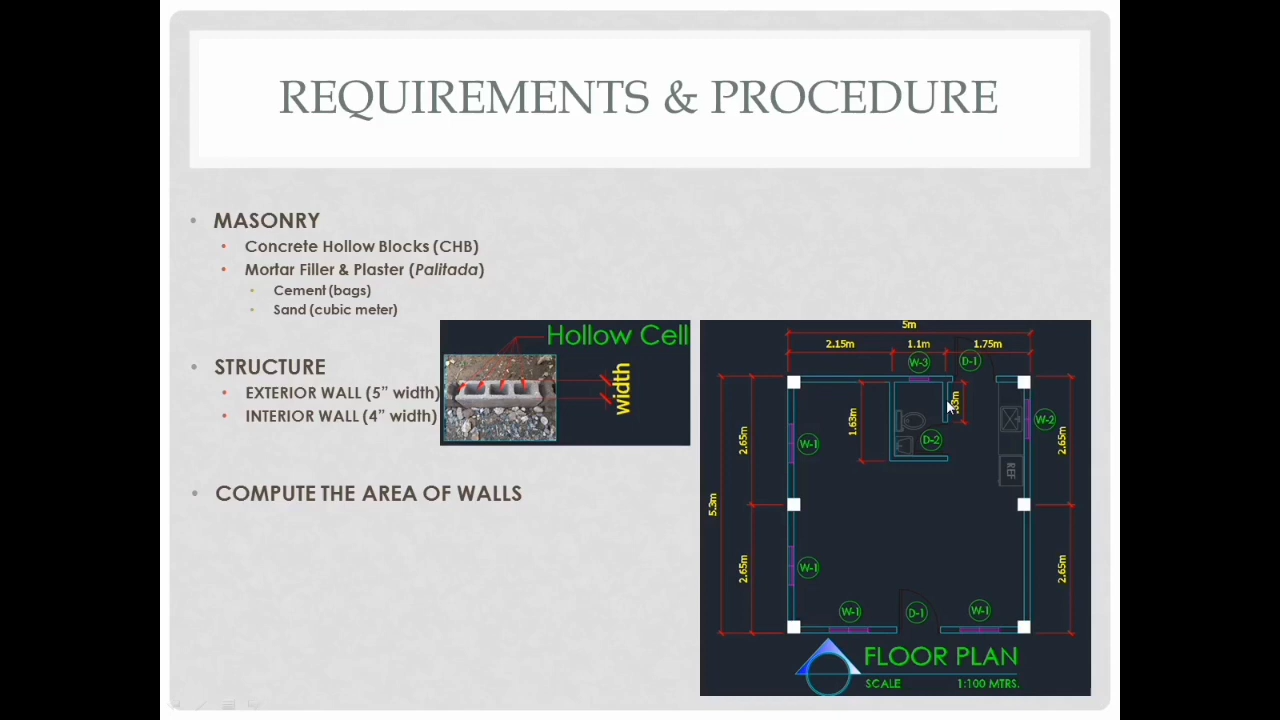 REQUIREMENTS & PROCEDURE
MASONRY
Concrete Hollow Blocks (CHB)
Mortar Filler & Plaster (Palitada)
Cement (bags)
Sand (cubic meter)
STRUCTURE
EXTERIOR WALL (5” width)
INTERIOR WALL (4” width)
COMPUTE THE AREA OF WALLS
Hollow Cell
width
5m
2.15m 1.1m 1.75m
W-3 D-1
2.65m 1.63m W-1 D-2 W-2 2.65m
REF
5.3m
2.65m W-1 2.65m
W-1 D-1 W-1
FLOOR PLAN
SCALE 1:100 MTRS.